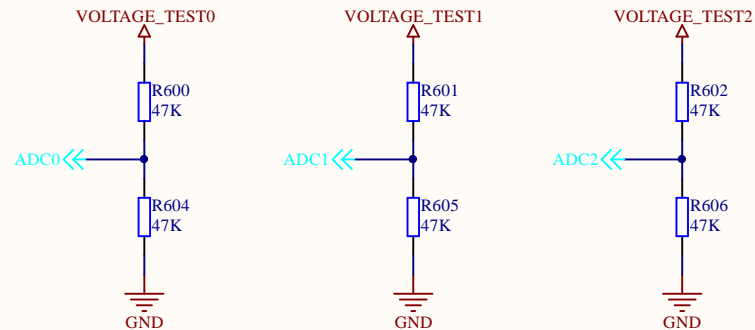 VOLTAGE_TEST0
VOLTAGE_TEST1
VOLTAGE_TEST2
R600
47K
R601
47K
R602
47K
ADC0
ADC1
ADC2
R604
47K
R605
47K
R606
47K
GND
GND
GND